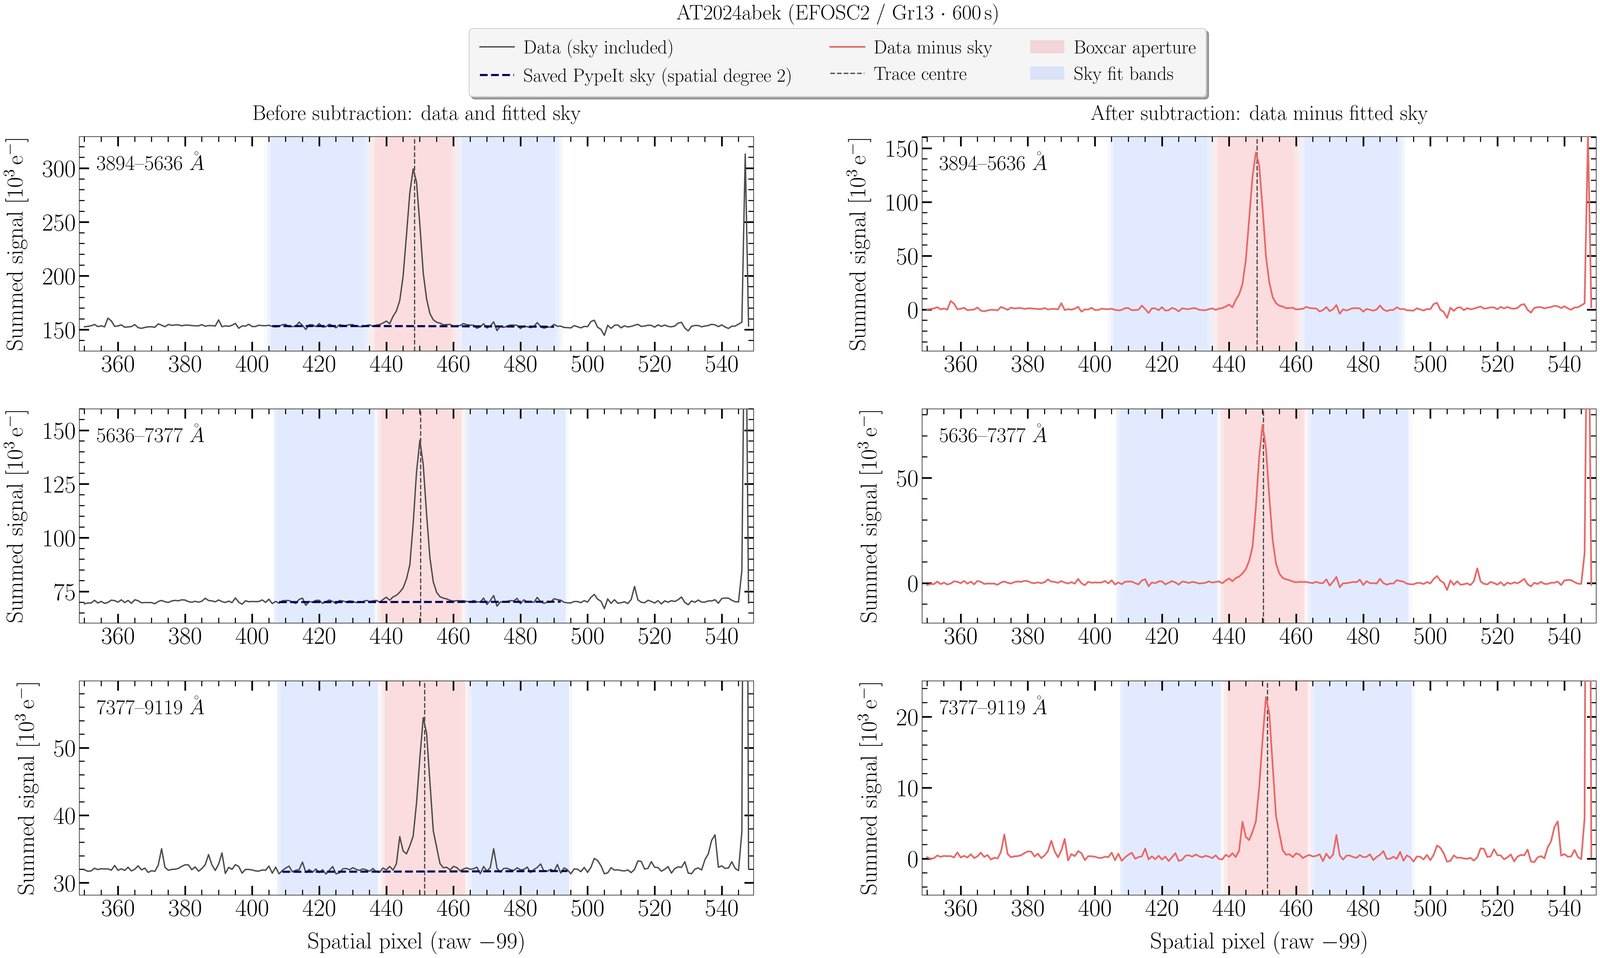 AT2024abek (EFOSC2 / Gr13 · 600 s)
Data (sky included)
Saved PypeIt sky (spatial degree 2)
Data minus sky
Trace centre
Boxcar aperture
Sky fit bands
Before subtraction: data and fitted sky
After subtraction: data minus fitted sky
Summed signal [10³ e⁻]
300
250
200
150
3894–5636 Å
360 380 400 420 440 460 480 500 520 540
Summed signal [10³ e⁻]
150
100
50
0
3894–5636 Å
360 380 400 420 440 460 480 500 520 540
Summed signal [10³ e⁻]
150
125
100
75
5636–7377 Å
360 380 400 420 440 460 480 500 520 540
Summed signal [10³ e⁻]
50
0
5636–7377 Å
360 380 400 420 440 460 480 500 520 540
Summed signal [10³ e⁻]
50
40
30
7377–9119 Å
360 380 400 420 440 460 480 500 520 540
Spatial pixel (raw −99)
Summed signal [10³ e⁻]
20
10
0
7377–9119 Å
360 380 400 420 440 460 480 500 520 540
Spatial pixel (raw −99)